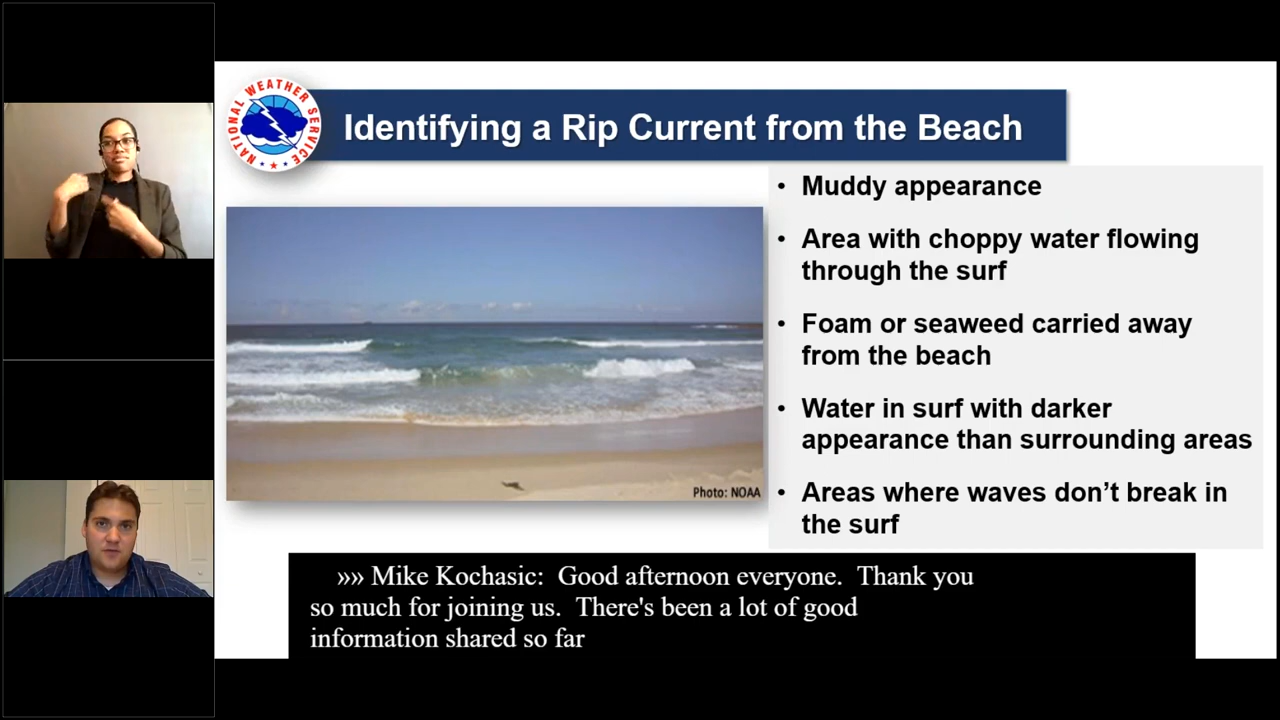 NATIONAL WEATHER SERVICE
Identifying a Rip Current from the Beach
• Muddy appearance
• Area with choppy water flowing
through the surf
• Foam or seaweed carried away
from the beach
• Water in surf with darker
appearance than surrounding areas
• Areas where waves don’t break in
the surf
Photo: NOAA
»» Mike Kochasic:  Good afternoon everyone.  Thank you
so much for joining us.  There's been a lot of good
information shared so far